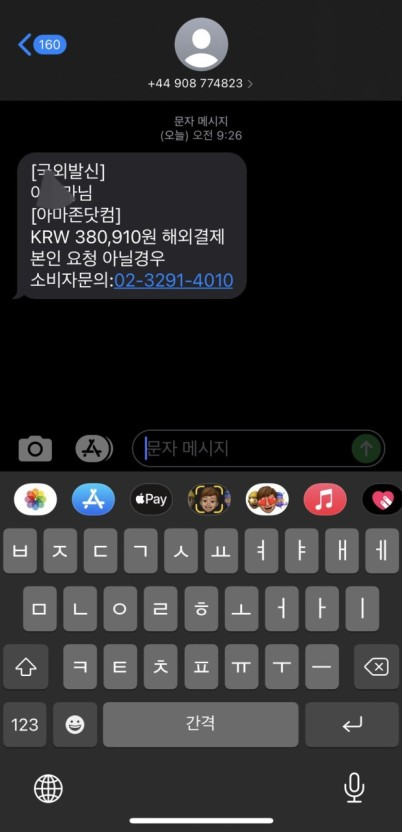 160
+44 908 774823
문자 메시지
(오늘) 오전 9:26
[국외발신]
[아마존닷컴]
KRW 380,910원 해외결제
본인 요청 아닐경우
소비자문의:02-3291-4010
문자 메시지
Pay
ㅂ ㅈ ㄷ ㄱ ㅅ ㅛ ㅕ ㅑ ㅐ ㅔ
ㅁ ㄴ ㅇ ㄹ ㅎ ㅗ ㅓ ㅏ ㅣ
ㅋ ㅌ ㅊ ㅍ ㅠ ㅜ ㅡ
123 간격